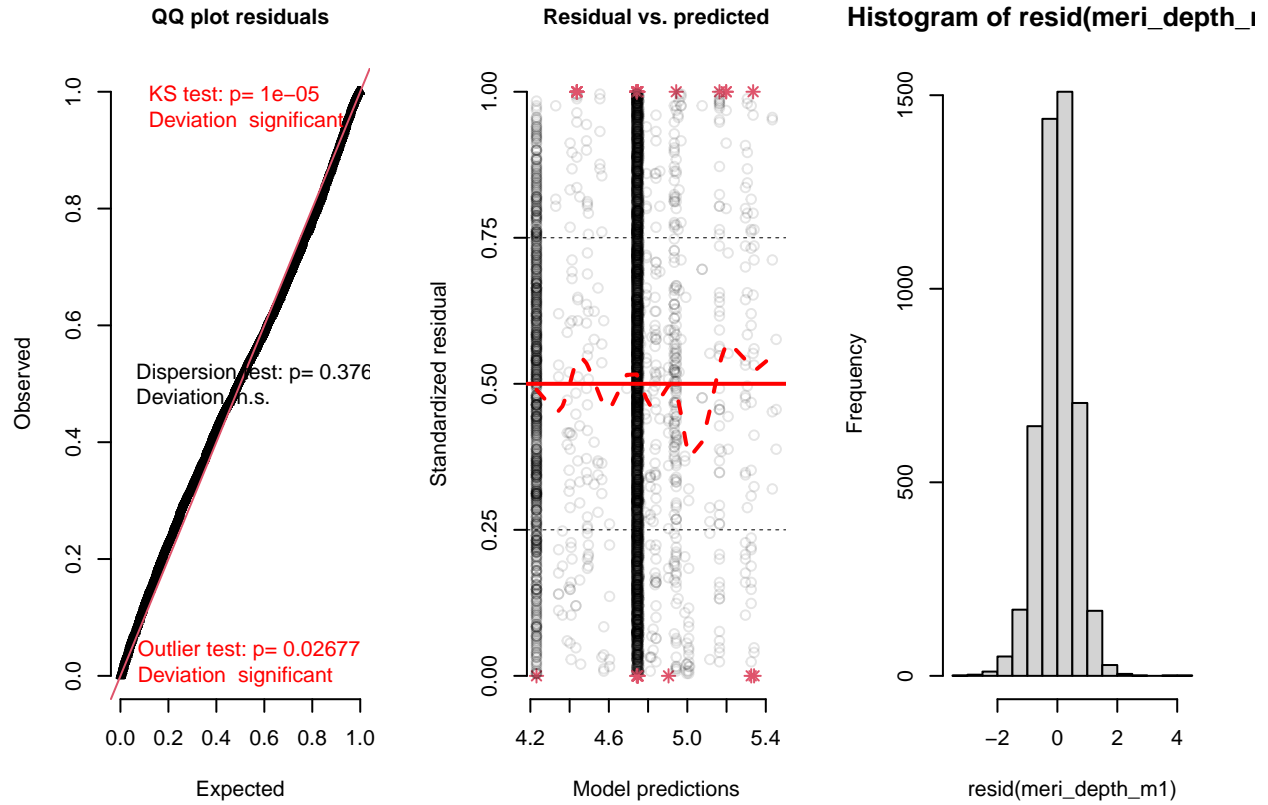 QQ plot residuals
KS test: p= 1e−05
Deviation significant
Dispersion test: p= 0.376
Deviation n.s.
Outlier test: p= 0.02677
Deviation significant
Observed
0.0 0.2 0.4 0.6 0.8 1.0
0.0 0.2 0.4 0.6 0.8 1.0
Expected
Residual vs. predicted
Standardized residual
0.00 0.25 0.50 0.75 1.00
4.2 4.6 5.0 5.4
Model predictions
Histogram of resid(meri_depth_
Frequency
0 500 1000 1500
−2 0 2 4
resid(meri_depth_m1)